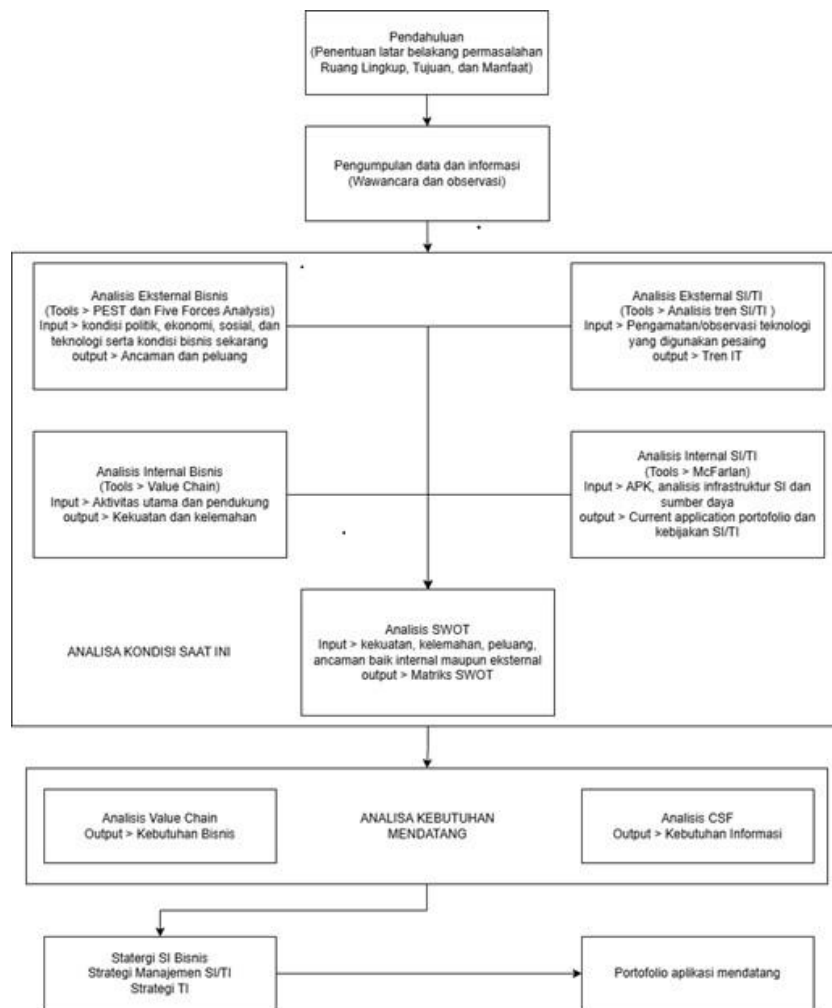 Pendahuluan
(Penentuan latar belakang permasalahan
Ruang Lingkup, Tujuan, dan Manfaat)
Pengumpulan data dan informasi
(Wawancara dan observasi)
Analisis Eksternal Bisnis
(Tools > PEST dan Five Forces Analysis)
Input > kondisi politik, ekonomi, sosial, dan
teknologi serta kondisi bisnis sekarang
output > Ancaman dan peluang
Analisis Eksternal SI/TI
(Tools > Analisis tren SI/TI )
Input > Pengamatan/observasi teknologi
yang digunakan pesaing
output > Tren IT
Analisis Internal Bisnis
(Tools > Value Chain)
Input > Aktivitas utama dan pendukung
output > Kekuatan dan kelemahan
Analisis Internal SI/TI
(Tools > McFarlan)
Input > APK, analisis infrastruktur SI dan
sumber daya
output > Current application portofolio dan
kebijakan SI/TI
ANALISA KONDISI SAAT INI
Analisis SWOT
Input > kekuatan, kelemahan, peluang,
ancaman baik internal maupun eksternal
output > Matriks SWOT
Analisis Value Chain
Output > Kebutuhan Bisnis
ANALISA KEBUTUHAN
MENDATANG
Analisis CSF
Output > Kebutuhan Informasi
Statergi SI Bisnis
Strategi Manajemen SI/TI
Strategi TI
Portofolio aplikasi mendatang